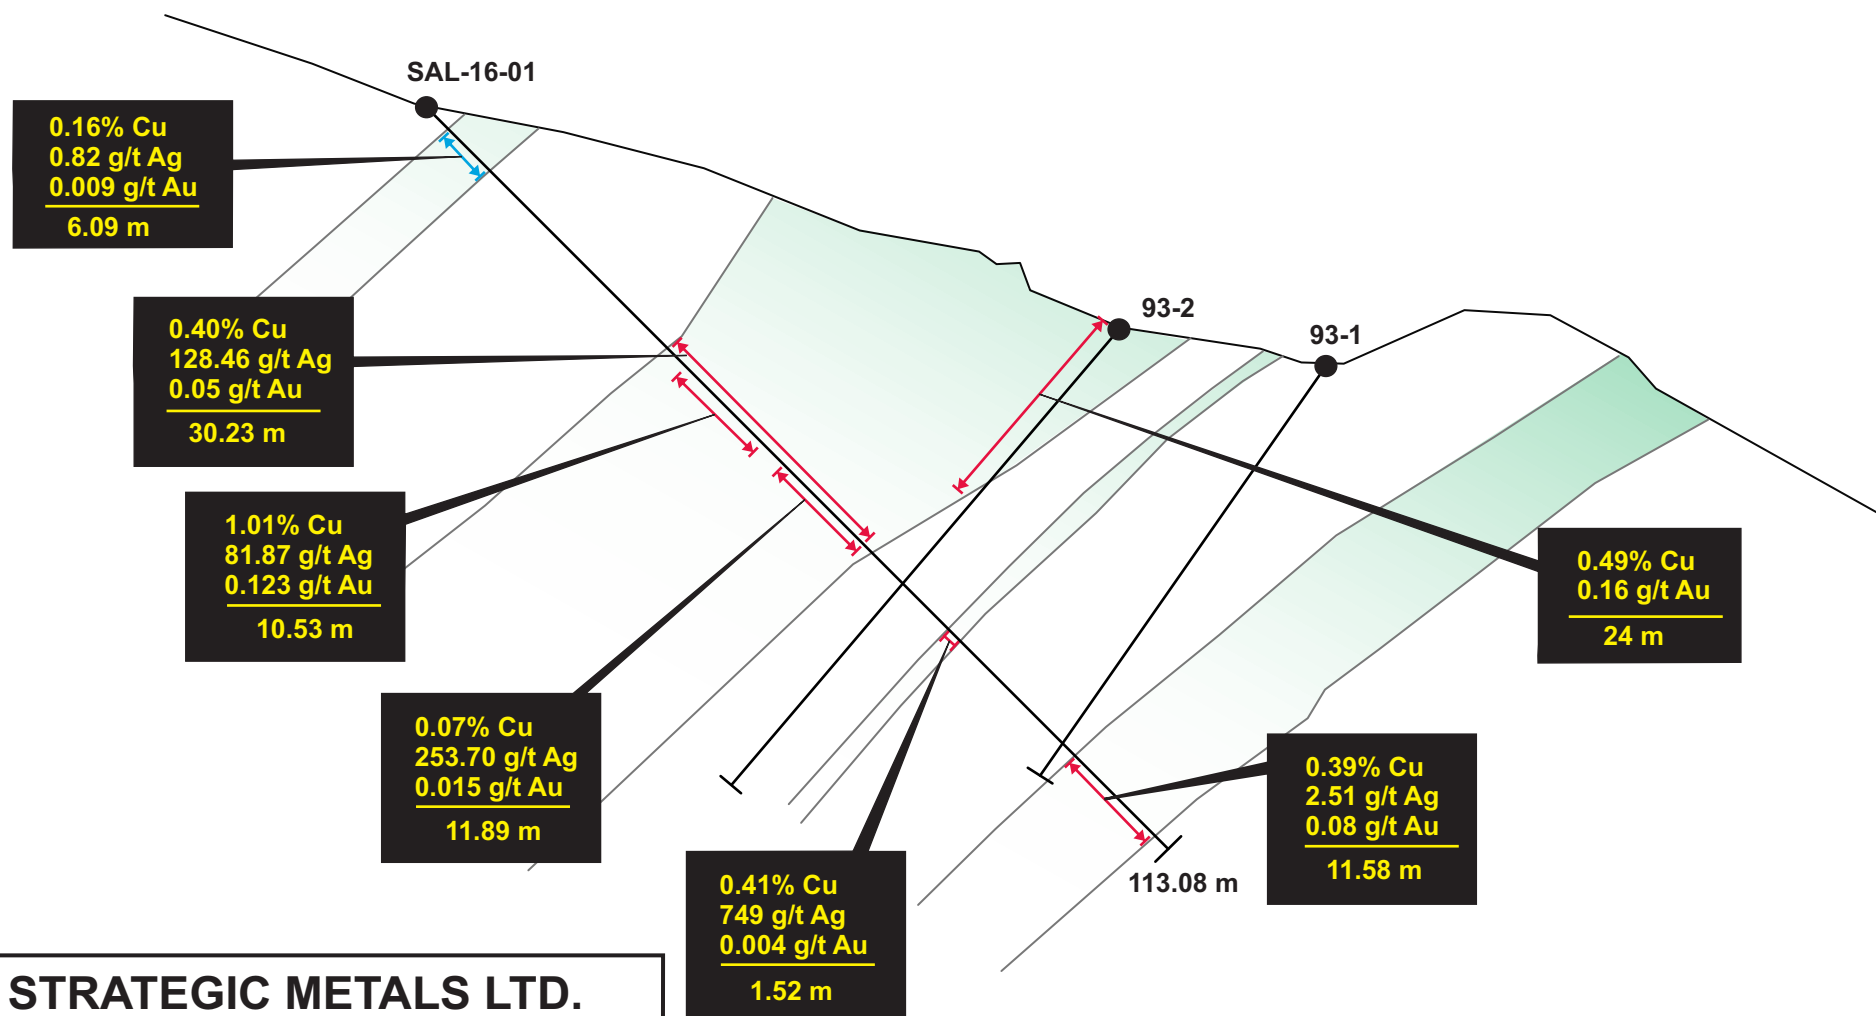 SAL-16-01
0.16% Cu
0.82 g/t Ag
0.009 g/t Au
6.09 m
0.40% Cu
128.46 g/t Ag
0.05 g/t Au
30.23 m
93-2
93-1
1.01% Cu
81.87 g/t Ag
0.123 g/t Au
10.53 m
0.49% Cu
0.16 g/t Au
24 m
0.07% Cu
253.70 g/t Ag
0.015 g/t Au
11.89 m
0.39% Cu
2.51 g/t Ag
0.08 g/t Au
11.58 m
113.08 m
0.41% Cu
749 g/t Ag
0.004 g/t Au
1.52 m
STRATEGIC METALS LTD.